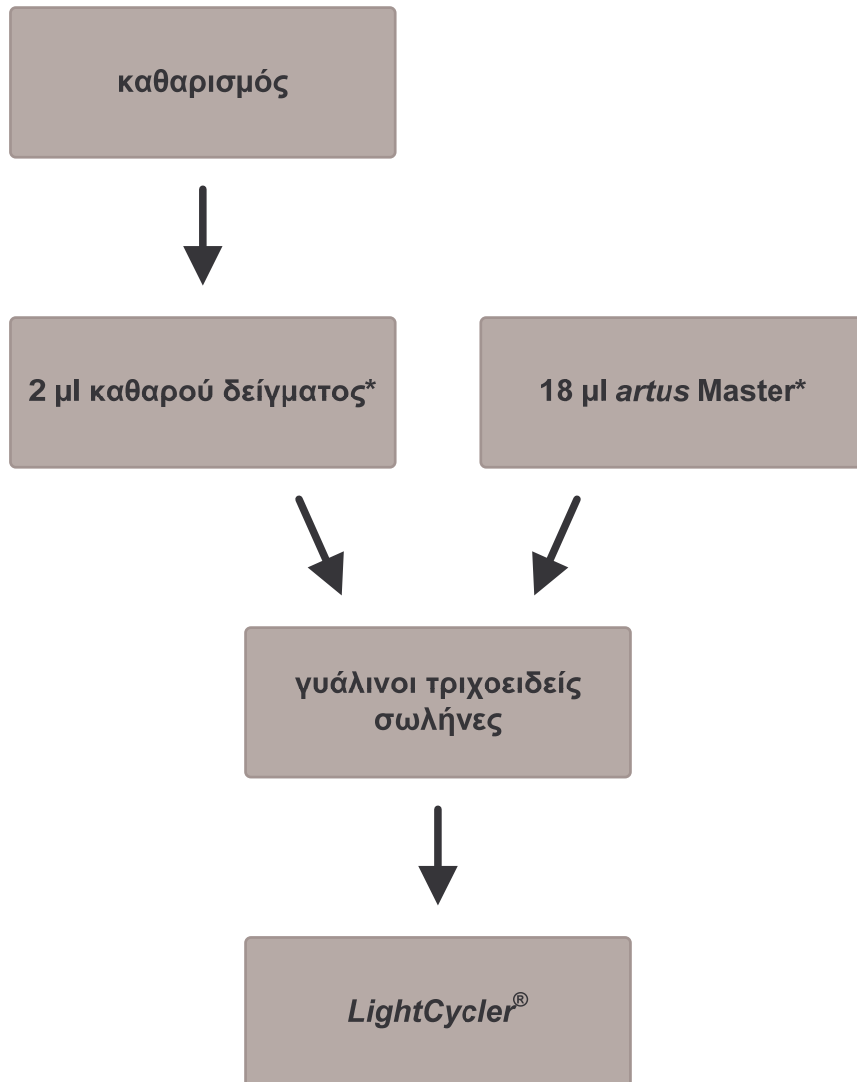 καθαρισμός
2 μl καθαρού δείγματος*
18 μl artus Master*
γυάλινοι τριχοειδείς
σωλήνες
LightCycler®